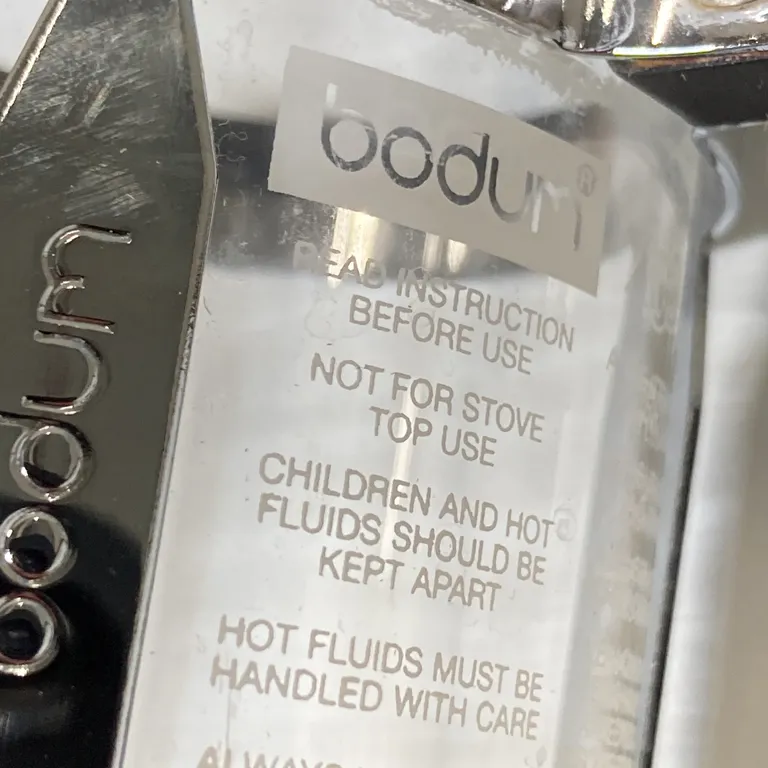 bodum®
READ INSTRUCTION
BEFORE USE
NOT FOR STOVE
TOP USE
CHILDREN AND HOT
FLUIDS SHOULD BE
KEPT APART
HOT FLUIDS MUST BE
HANDLED WITH CARE
ALWAYS
bodum